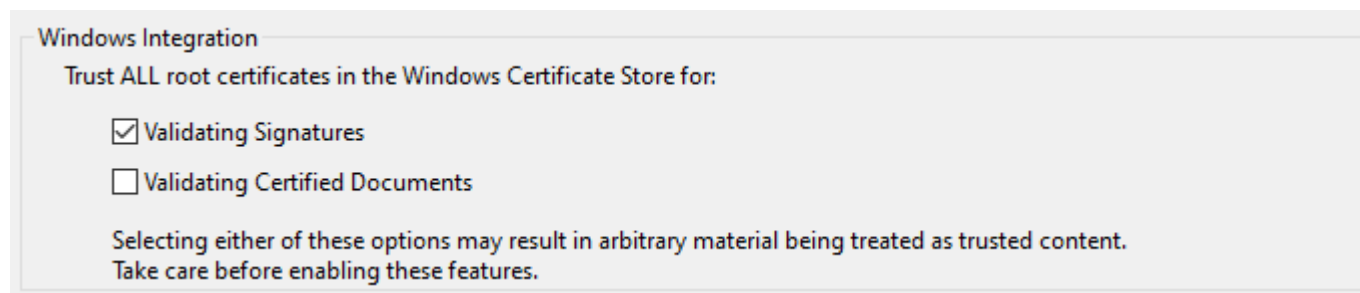 Windows Integration
Trust ALL root certificates in the Windows Certificate Store for:
Validating Signatures
Validating Certified Documents
Selecting either of these options may result in arbitrary material being treated as trusted content.
Take care before enabling these features.